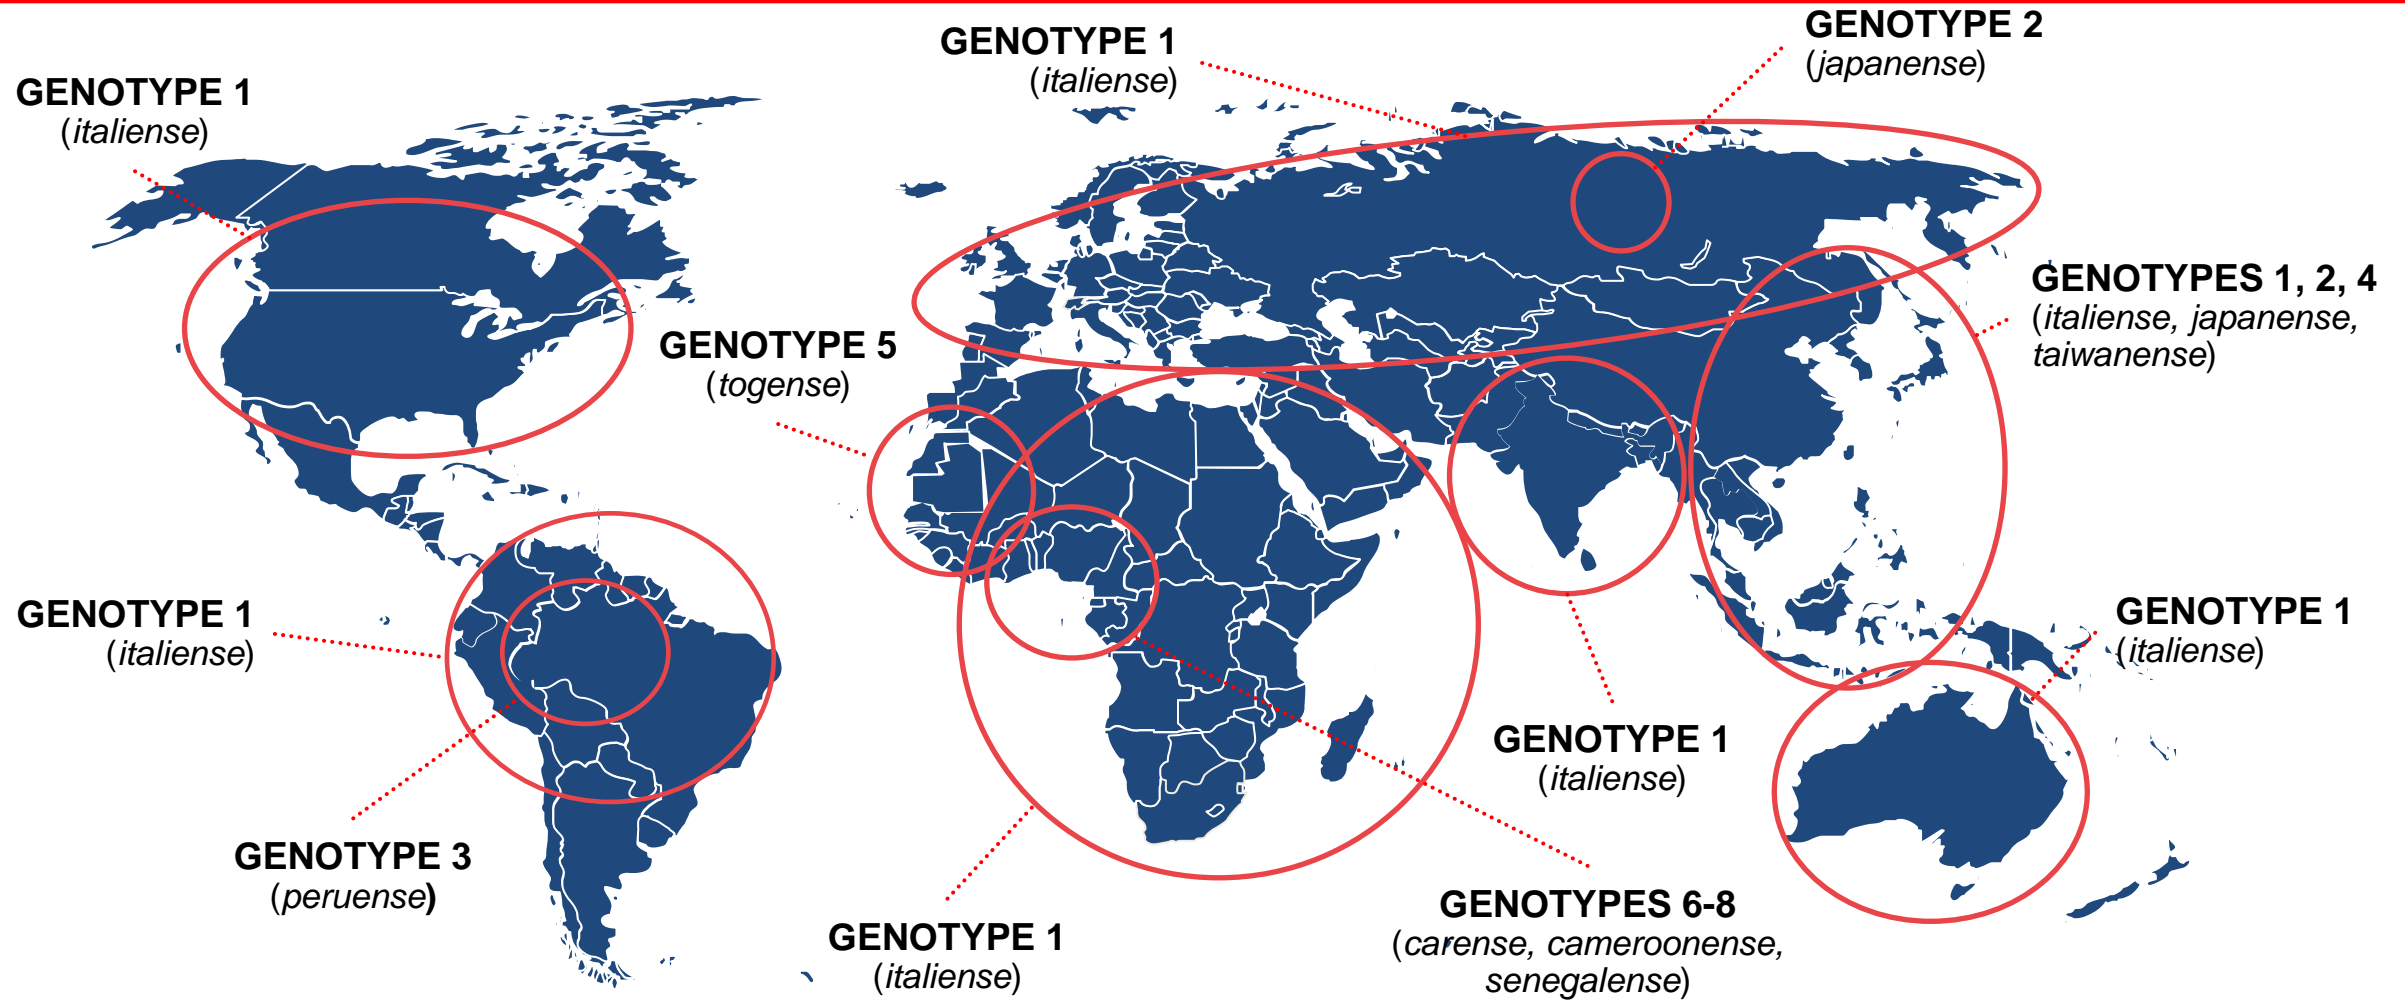 GENOTYPE 1
(italiense)
GENOTYPE 1
(italiense)
GENOTYPE 2
(japanense)
GENOTYPES 1, 2, 4
(italiense, japanense,
taiwanense)
GENOTYPE 5
(togense)
GENOTYPE 1
(italiense)
GENOTYPE 1
(italiense)
GENOTYPE 1
(italiense)
GENOTYPE 3
(peruense)
GENOTYPE 1
(italiense)
GENOTYPES 6-8
(carense, cameroonense,
senegalense)